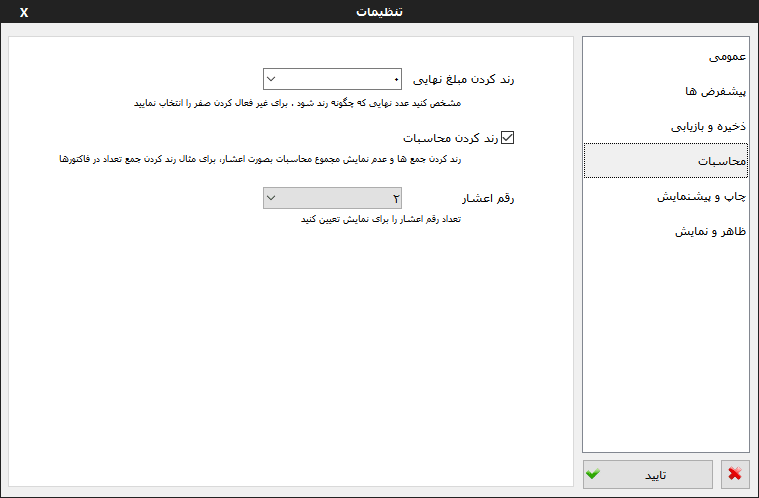 تنظیمات
X
عمومی
پیشفرض ها
ذخیره و بازیابی
محاسبات
چاپ و پیشنمایش
ظاهر و نمایش
رند کردن مبلغ نهایی
۰
مشخص کنید عدد نهایی که چگونه رند شود . برای غیر فعال کردن صفر را انتخاب نمایید
رند کردن محاسبات
رند کردن جمع ها و عدم نمایش مجموع محاسبات بصورت اعشار، برای مثال رند کردن جمع تعداد در فاکتورها
رقم اعشار
۲
تعداد رقم اعشار را برای نمایش تعیین کنید
تایید